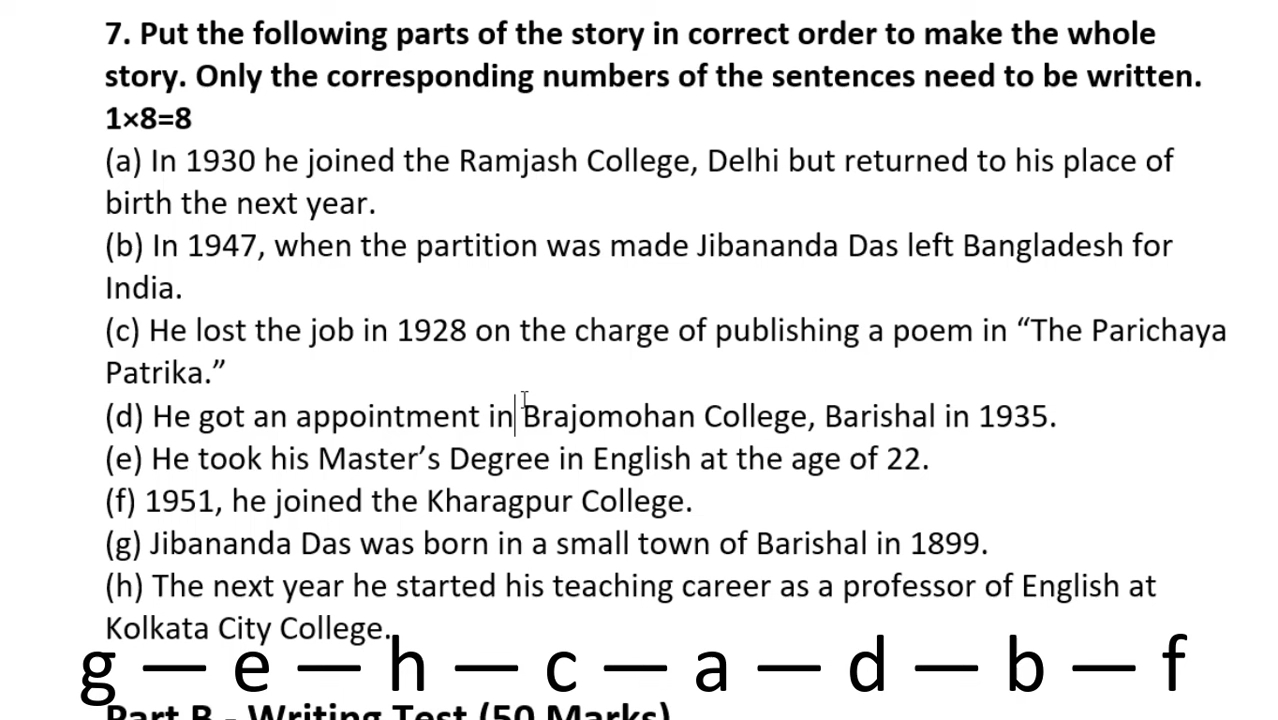 7. Put the following parts of the story in correct order to make the whole
story. Only the corresponding numbers of the sentences need to be written.
1×8=8
(a) In 1930 he joined the Ramjash College, Delhi but returned to his place of
birth the next year.
(b) In 1947, when the partition was made Jibananda Das left Bangladesh for
India.
(c) He lost the job in 1928 on the charge of publishing a poem in “The Parichaya
Patrika.”
(d) He got an appointment in Brajomohan College, Barishal in 1935.
(e) He took his Master’s Degree in English at the age of 22.
(f) 1951, he joined the Kharagpur College.
(g) Jibananda Das was born in a small town of Barishal in 1899.
(h) The next year he started his teaching career as a professor of English at
Kolkata City College.
g — e — h — c — a — d — b — f
Part B - Writing Test (50 Marks)